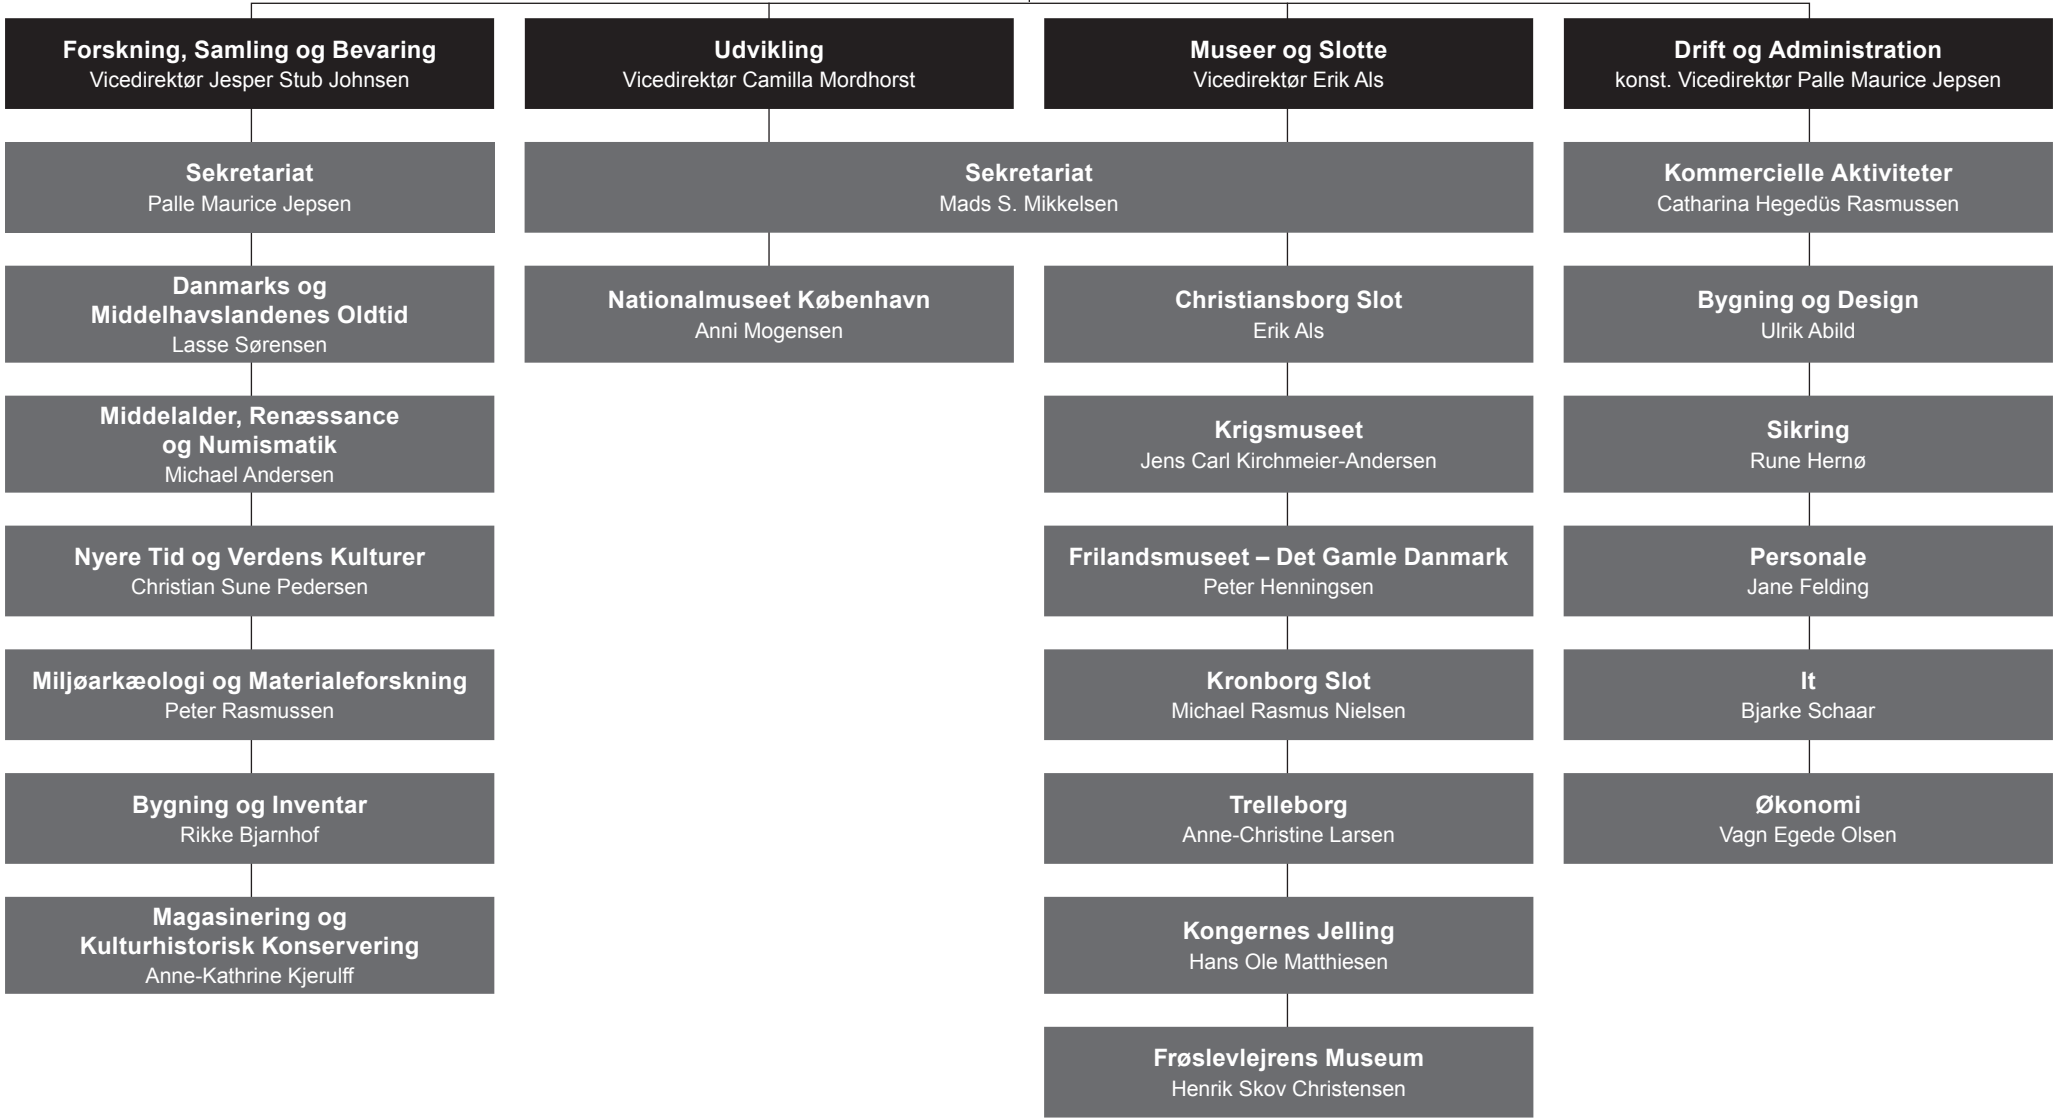 Forskning, Samling og Bevaring
Vicedirektør Jesper Stub Johnsen
Sekretariat
Palle Maurice Jepsen
Danmarks og
Middelhavslandenes Oldtid
Lasse Sørensen
Middelalder, Renæssance
og Numismatik
Michael Andersen
Nyere Tid og Verdens Kulturer
Christian Sune Pedersen
Miljøarkæologi og Materialeforskning
Peter Rasmussen
Bygning og Inventar
Rikke Bjarnhof
Magasinering og
Kulturhistorisk Konservering
Anne-Kathrine Kjerulff
Udvikling
Vicedirektør Camilla Mordhorst
Museer og Slotte
Vicedirektør Erik Als
Sekretariat
Mads S. Mikkelsen
Nationalmuseet København
Anni Mogensen
Christiansborg Slot
Erik Als
Krigsmuseet
Jens Carl Kirchmeier-Andersen
Frilandsmuseet – Det Gamle Danmark
Peter Henningsen
Kronborg Slot
Michael Rasmus Nielsen
Trelleborg
Anne-Christine Larsen
Kongernes Jelling
Hans Ole Matthiesen
Frøslevlejrens Museum
Henrik Skov Christensen
Drift og Administration
konst. Vicedirektør Palle Maurice Jepsen
Kommercielle Aktiviteter
Catharina Hegedüs Rasmussen
Bygning og Design
Ulrik Abild
Sikring
Rune Hernø
Personale
Jane Felding
It
Bjarke Schaar
Økonomi
Vagn Egede Olsen